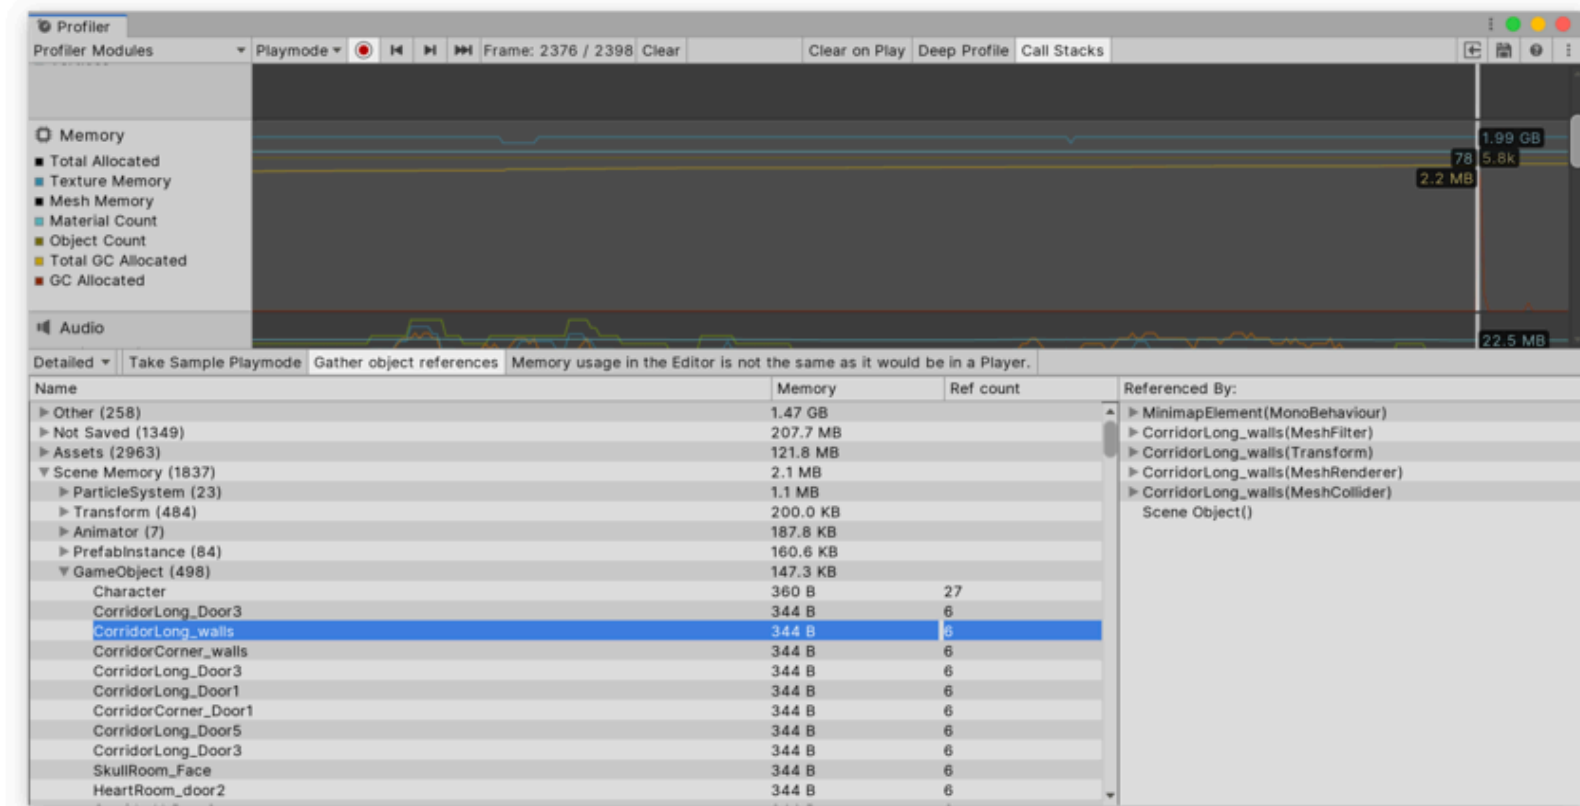 Profiler
Profiler Modules Playmode Frame: 2376 / 2398 Clear Clear on Play Deep Profile Call Stacks
Memory
Total Allocated
Texture Memory
Mesh Memory
Material Count
Object Count
Total GC Allocated
GC Allocated
1.99 GB
78 5.8k
2.2 MB
Audio
22.5 MB
Detailed Take Sample Playmode Gather object references Memory usage in the Editor is not the same as it would be in a Player.
Name Memory Ref count Referenced By:
Other (258) 1.47 GB MinimapElement(MonoBehaviour)
Not Saved (1349) 207.7 MB CorridorLong_walls(MeshFilter)
Assets (2963) 121.8 MB CorridorLong_walls(Transform)
Scene Memory (1837) 2.1 MB CorridorLong_walls(MeshRenderer)
ParticleSystem (23) 1.1 MB CorridorLong_walls(MeshCollider)
Transform (484) 200.0 KB Scene Object()
Animator (7) 187.8 KB
PrefabInstance (84) 160.6 KB
GameObject (498) 147.3 KB
Character 360 B 27
CorridorLong_Door3 344 B 6
CorridorLong_walls 344 B 6
CorridorCorner_walls 344 B 6
CorridorLong_Door3 344 B 6
CorridorLong_Door1 344 B 6
CorridorCorner_Door1 344 B 6
CorridorLong_Door5 344 B 6
CorridorLong_Door3 344 B 6
SkullRoom_Face 344 B 6
HeartRoom_door2 344 B 6